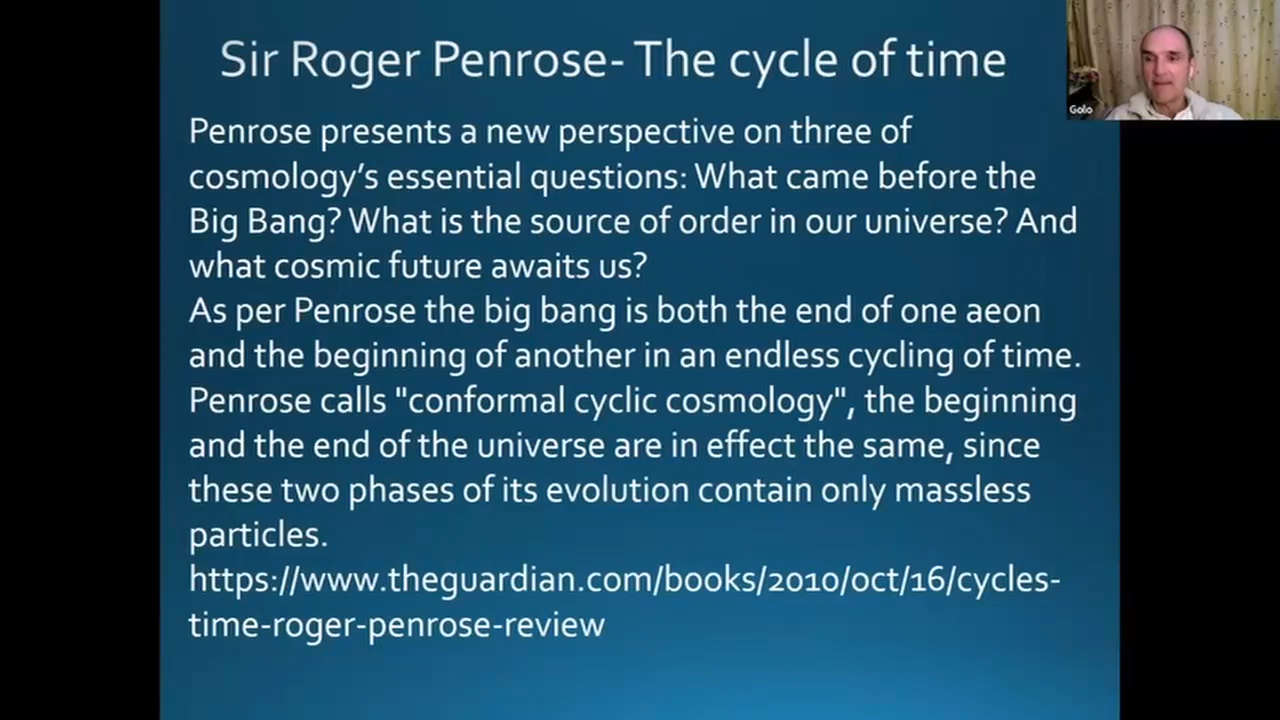 Sir Roger Penrose- The cycle of time
Golo
Penrose presents a new perspective on three of
cosmology's essential questions: What came before the
Big Bang? What is the source of order in our universe? And
what cosmic future awaits us?
As per Penrose the big bang is both the end of one aeon
and the beginning of another in an endless cycling of time.
Penrose calls "conformal cyclic cosmology", the beginning
and the end of the universe are in effect the same, since
these two phases of its evolution contain only massless
particles.
https://www.theguardian.com/books/2010/oct/16/cycles-
time-roger-penrose-review